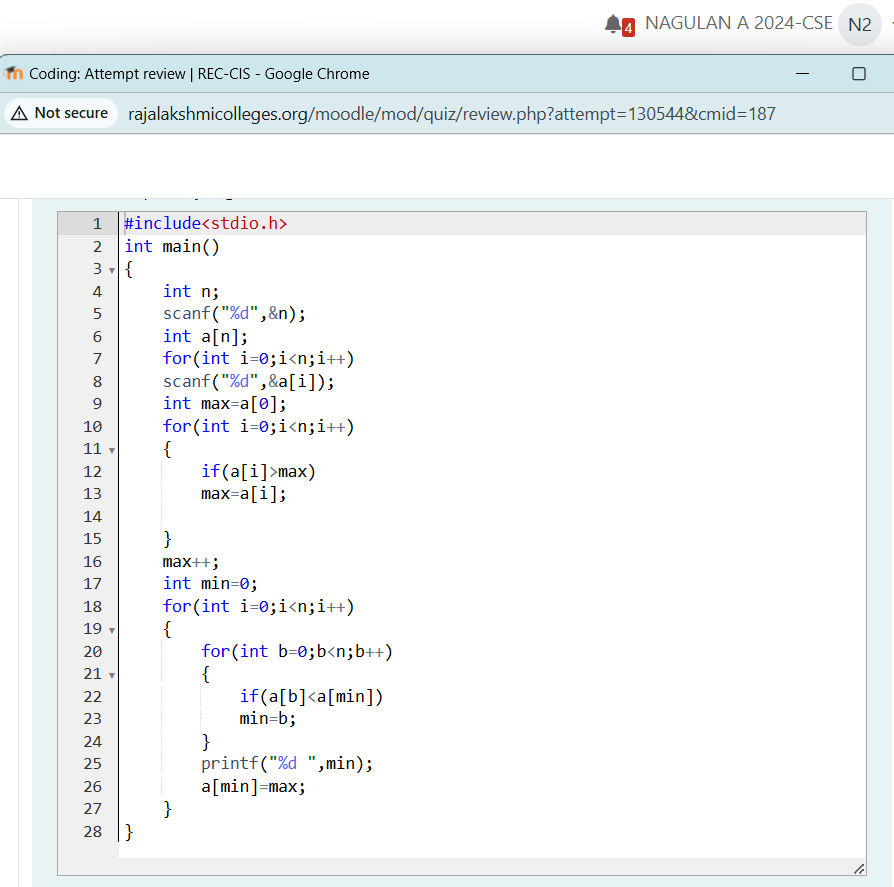 4 NAGULAN A 2024-CSE N2
Coding: Attempt review | REC-CIS - Google Chrome
Not secure rajalakshmicolleges.org/moodle/mod/quiz/review.php?attempt=130544&cmid=187
1 #include<stdio.h>
2 int main()
3 {
4 int n;
5 scanf("%d",&n);
6 int a[n];
7 for(int i=0;i<n;i++)
8 scanf("%d",&a[i]);
9 int max=a[0];
10 for(int i=0;i<n;i++)
11 {
12 if(a[i]>max)
13 max=a[i];
14
15 }
16 max++;
17 int min=0;
18 for(int i=0;i<n;i++)
19 {
20 for(int b=0;b<n;b++)
21 {
22 if(a[b]<a[min])
23 min=b;
24 }
25 printf("%d ",min);
26 a[min]=max;
27 }
28 }